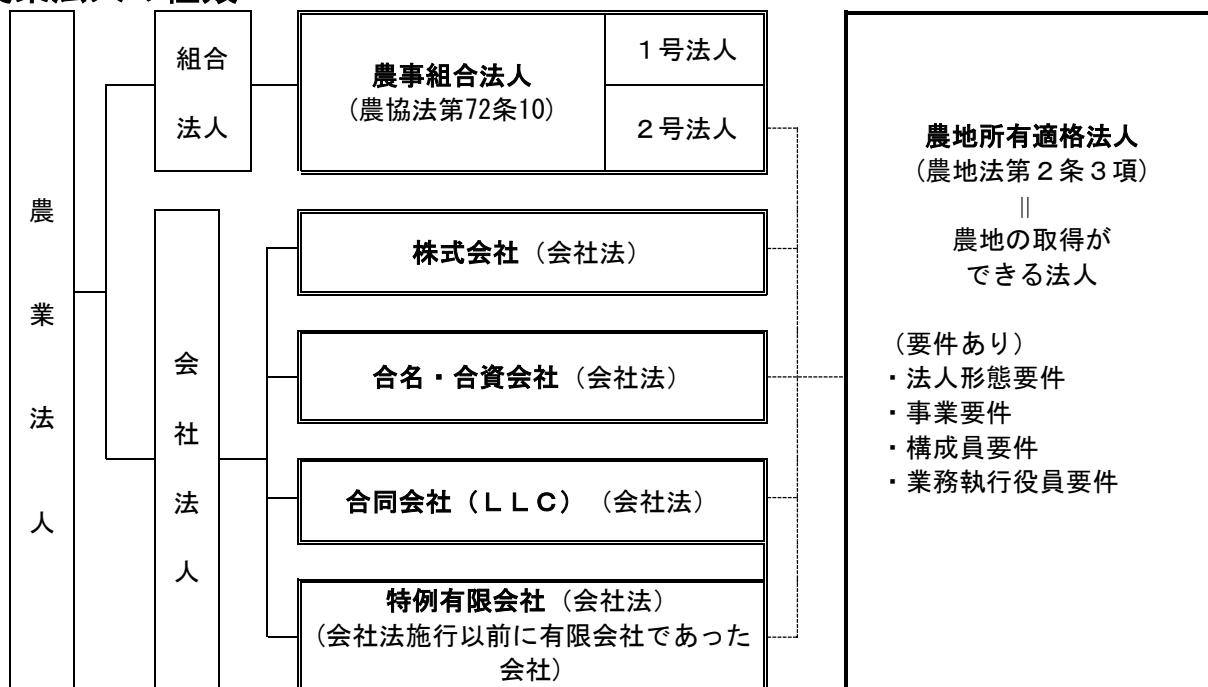 農業法人
組合法人
農事組合法人
(農協法第72条10)
1号法人
2号法人
会社法人
株式会社(会社法)
合名・合資会社(会社法)
合同会社(LLC)(会社法)
特例有限会社(会社法)
(会社法施行以前に有限会社であった
会社)
農地所有適格法人
(農地法第2条3項)
||
農地の取得が
できる法人
(要件あり)
・法人形態要件
・事業要件
・構成員要件
・業務執行役員要件